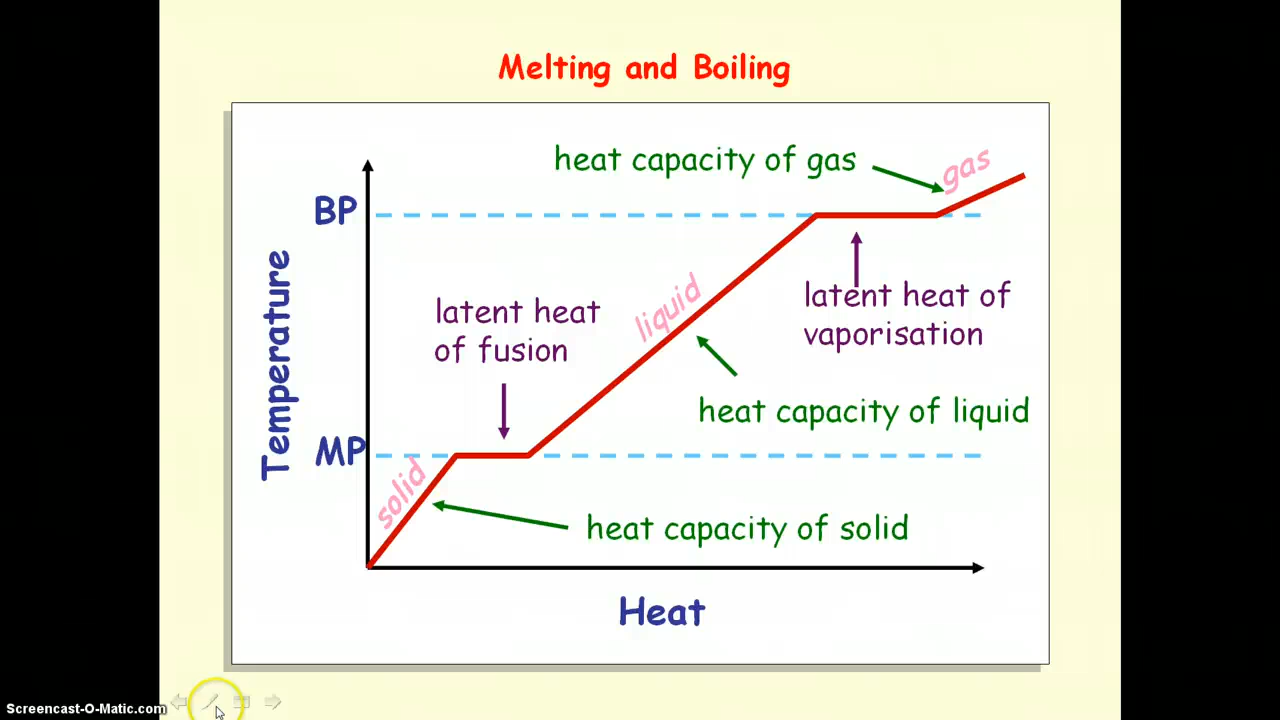 Melting and Boiling
heat capacity of gas
gas
BP
latent heat of
vaporisation
liquid
latent heat
of fusion
Temperature
heat capacity of liquid
MP
solid
heat capacity of solid
Heat
Screencast-O-Matic.com